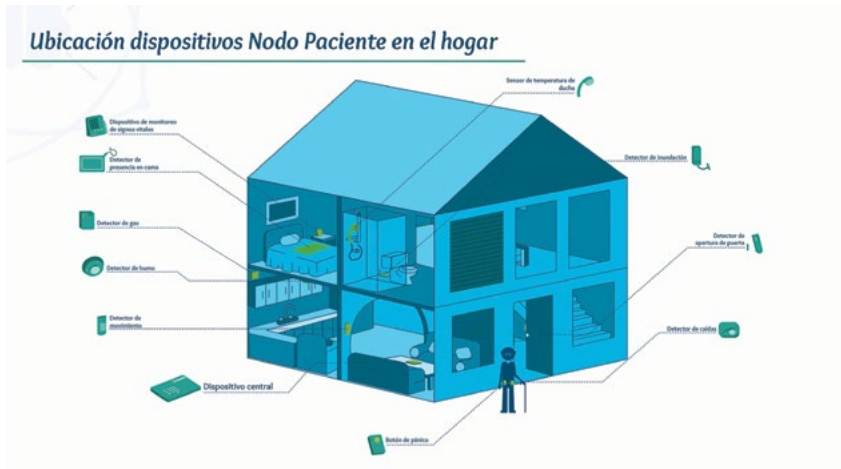 Ubicación dispositivos Nodo Paciente en el hogar
Sensor de temperatura de
ducha
Dispositivo de monitoreo
de signos vitales
Detector de
presencia en cama
Detector de inundación
Detector de gas
Detector de
apertura de puerta
Detector de humo
Detector de
movimiento
Detector de caídas
Dispositivo central
Botón de pánico